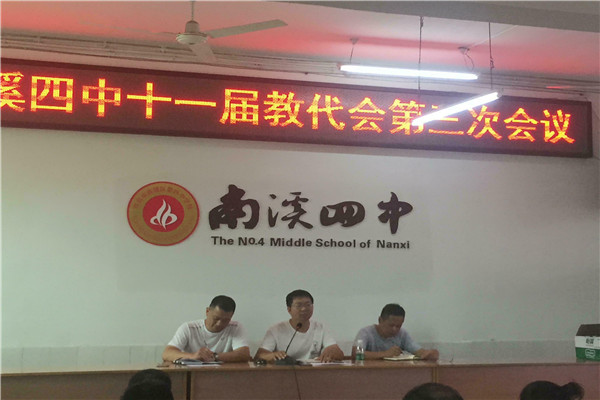 溪四中十一届教代会第三次会议
南溪四中
The No.4 Middle School of Nanxi